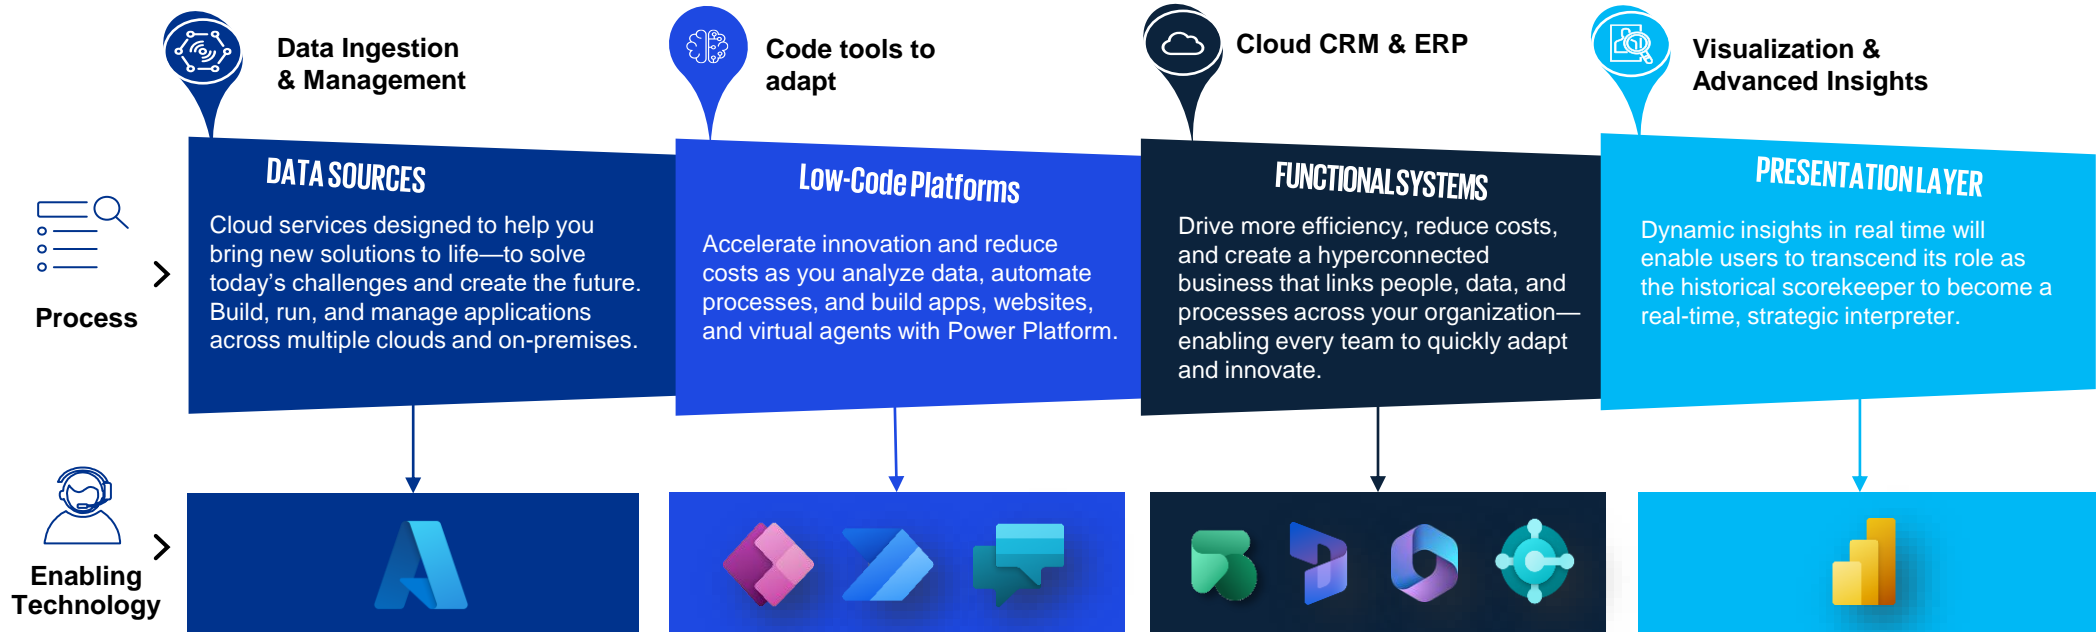 Data Ingestion
& Management
Code tools to
adapt
Cloud CRM & ERP
Visualization &
Advanced Insights
Process
DATA SOURCES
Cloud services designed to help you
bring new solutions to life—to solve
today’s challenges and create the future.
Build, run, and manage applications
across multiple clouds and on-premises.
Low-Code Platforms
Accelerate innovation and reduce
costs as you analyze data, automate
processes, and build apps, websites,
and virtual agents with Power Platform.
FUNCTIONAL SYSTEMS
Drive more efficiency, reduce costs,
and create a hyperconnected
business that links people, data, and
processes across your organization—
enabling every team to quickly adapt
and innovate.
PRESENTATION LAYER
Dynamic insights in real time will
enable users to transcend its role as
the historical scorekeeper to become a
real-time, strategic interpreter.
Enabling
Technology